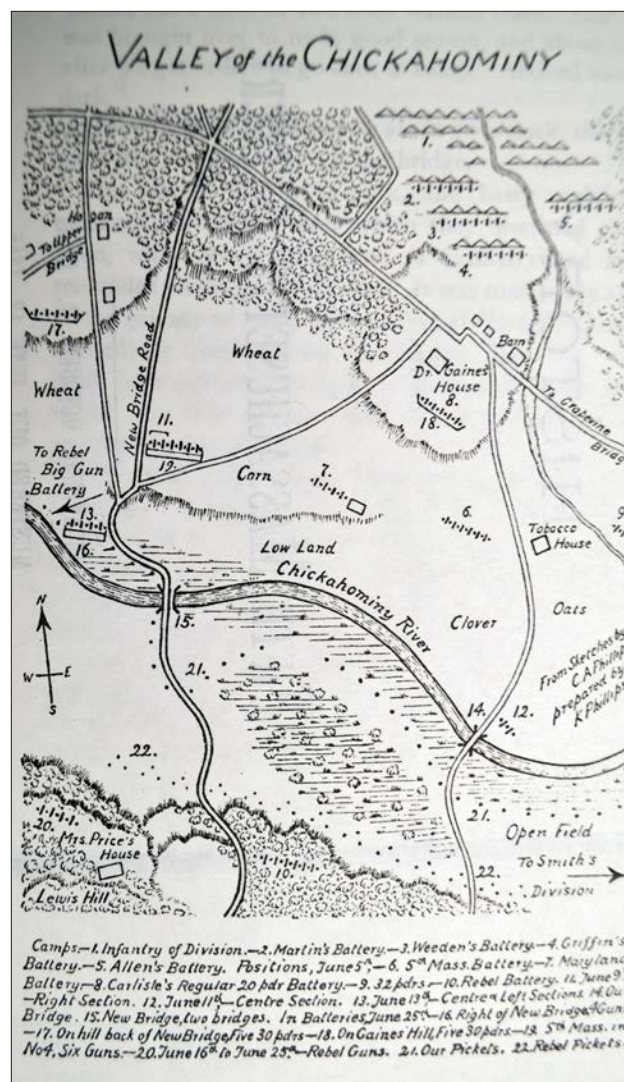 VALLEY of the CHICKAHOMINY
1.
2.
3.
4.
5.
Hogan
To Upper
Bridge
17.
Wheat
New Bridge Road
Wheat
Barn
Dr. Gaines
House
8.
18.
To Grapevine
Bridge
11.
19.
To Rebel
Big Gun
Battery
Corn
7.
6.
13.
16.
Low Land
Tobacco
House
9.
Chickahominy River
Clover
Oats
15.
N
W E
S
From Sketches by
C.A. Phillips
prepared by
K Phillips
21.
14.
12.
22.
21.
20.
Mrs. Price's
House
10.
Open Field
To Smith's
Division
22.
Lewis Hill
Camps.—1. Infantry of Division.—2. Martin's Battery.—3. Weeden's Battery.—4. Griffin's
Battery.—5. Allen's Battery. Positions, June 5th,—6. 5th Mass. Battery.—7. Maryland
Battery.—8. Carlisle's Regular 20 pdr Battery.—9. 32 pdrs.—10. Rebel Battery. 11. June 9
-Right Section. 12. June 11th—Centre Section. 13. June 13th—Centre & Left Sections. 14. Our
Bridge. 15. New Bridge, two bridges. In Batteries, June 25th—16. Right of New Bridge,
—17. On hill back of New Bridge, Five 30 pdrs—18. On Gaines Hill, Five 30 pdrs—19. 5th Mass. in
No 4, Six Guns.—20. June 16th to June 25th—Rebel Guns. 21. Our Pickets. 22. Rebel Pickets.